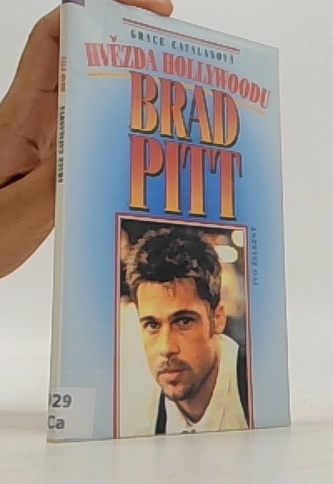 GRACE CATALANOVÁ
HVĚZDA HOLLYWOODU
BRAD
PITT
IVO ŽELEZNÝ
GRACE CATALANOVÁ BRAD PITT
29
Ca